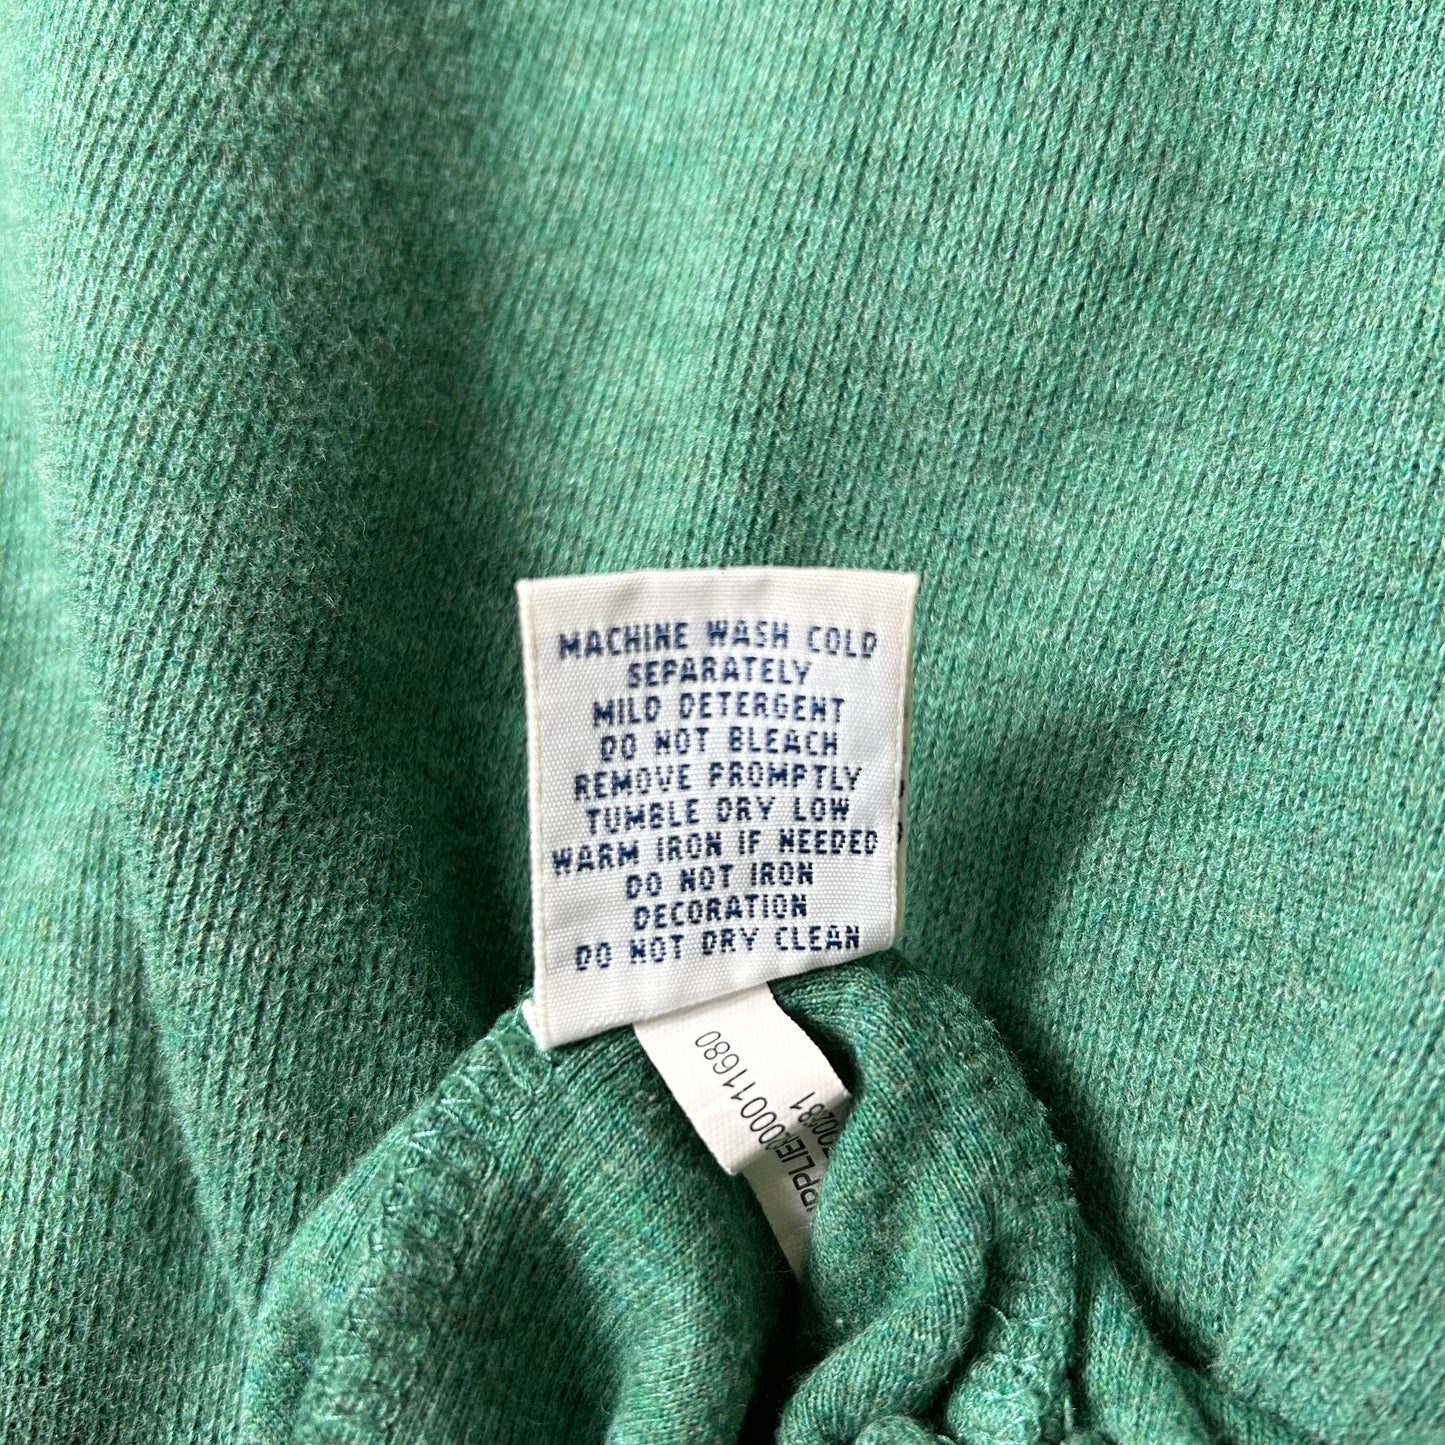 MACHINE WASH COLD
SEPARATELY
MILD DETERGENT
DO NOT BLEACH
REMOVE PROMPTLY
TUMBLE DRY LOW
WARM IRON IF NEEDED
DO NOT IRON
DECORATION
DO NOT DRY CLEAN
00011680